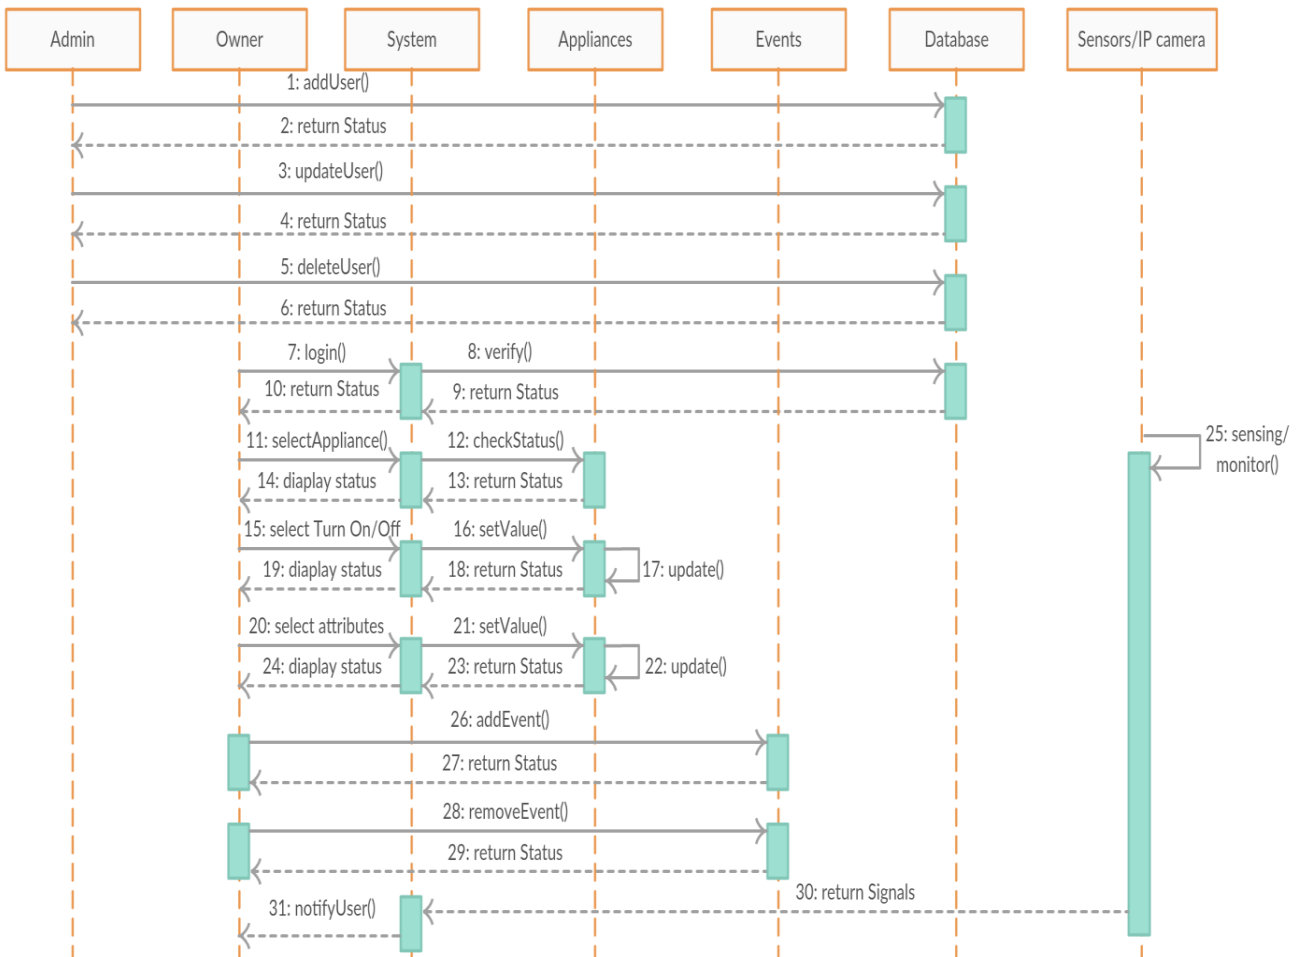 Admin
Owner
System
Appliances
Events
Database
Sensors/IP camera
1: addUser()
2: return Status
3: updateUser()
4: return Status
5: deleteUser()
6: return Status
7: login()
8: verify()
10: return Status
9: return Status
11: selectAppliance()
12: checkStatus()
25: sensing/
monitor()
14: diaplay status
13: return Status
15: select Turn On/Off
16: setValue()
19: diaplay status
18: return Status
17: update()
20: select attributes
21: setValue()
24: diaplay status
23: return Status
22: update()
26: addEvent()
27: return Status
28: removeEvent()
29: return Status
30: return Signals
31: notifyUser()